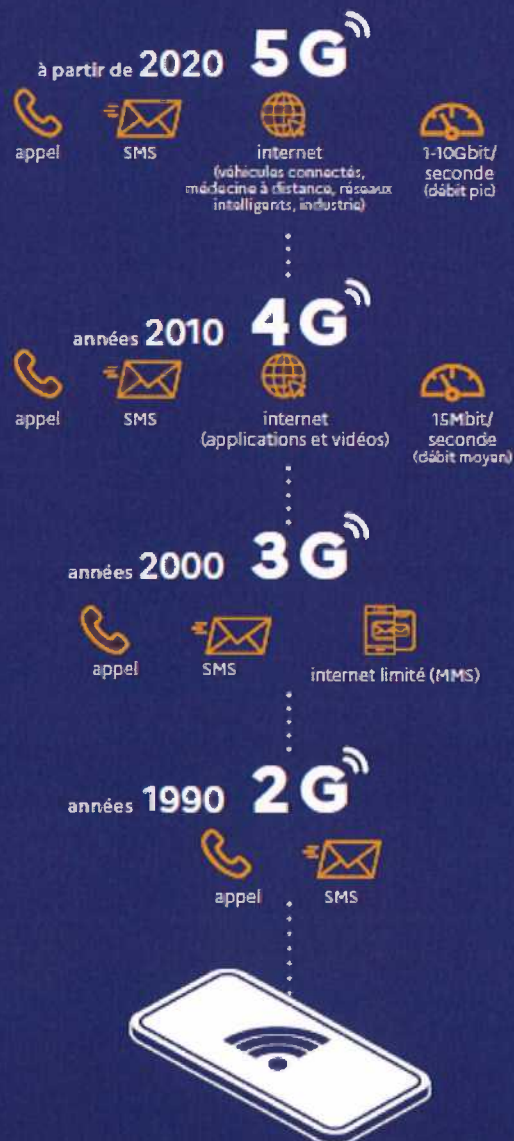 à partir de 2020 5G
appel
SMS
internet
(véhicules connectés,
médecine à distance, réseaux
intelligents, industrie)
1-10Gbit/
seconde
(débit pic)
années 2010 4G
appel
SMS
internet
(applications et vidéos)
15Mbit/
seconde
(débit moyen)
années 2000 3G
appel
SMS
internet limité (MMS)
années 1990 2G
appel
SMS